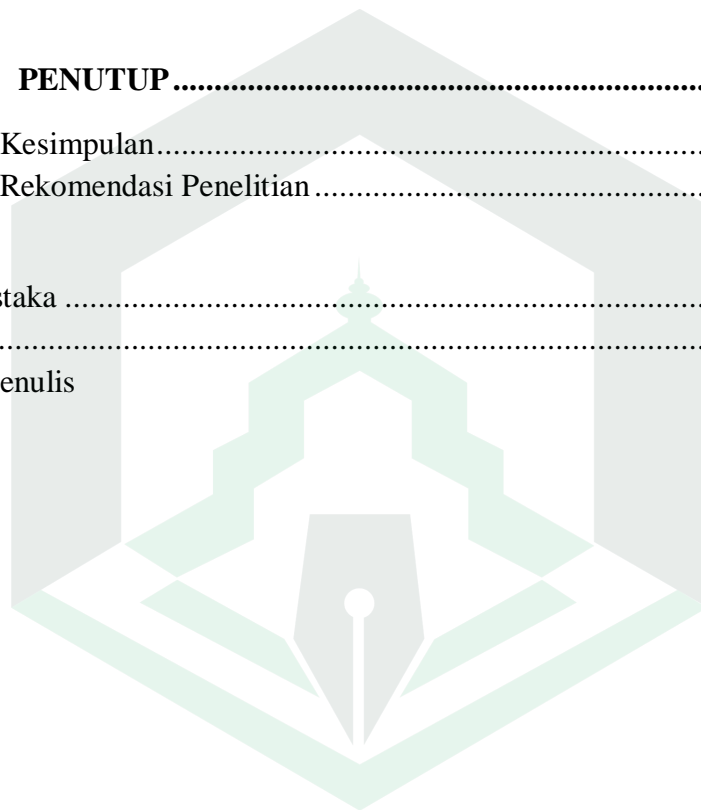 PENUTUP...............................................................
Kesimpulan.................................................................
Rekomendasi Penelitian ..............................................
staka ............................................................................
....................................................................................
enulis